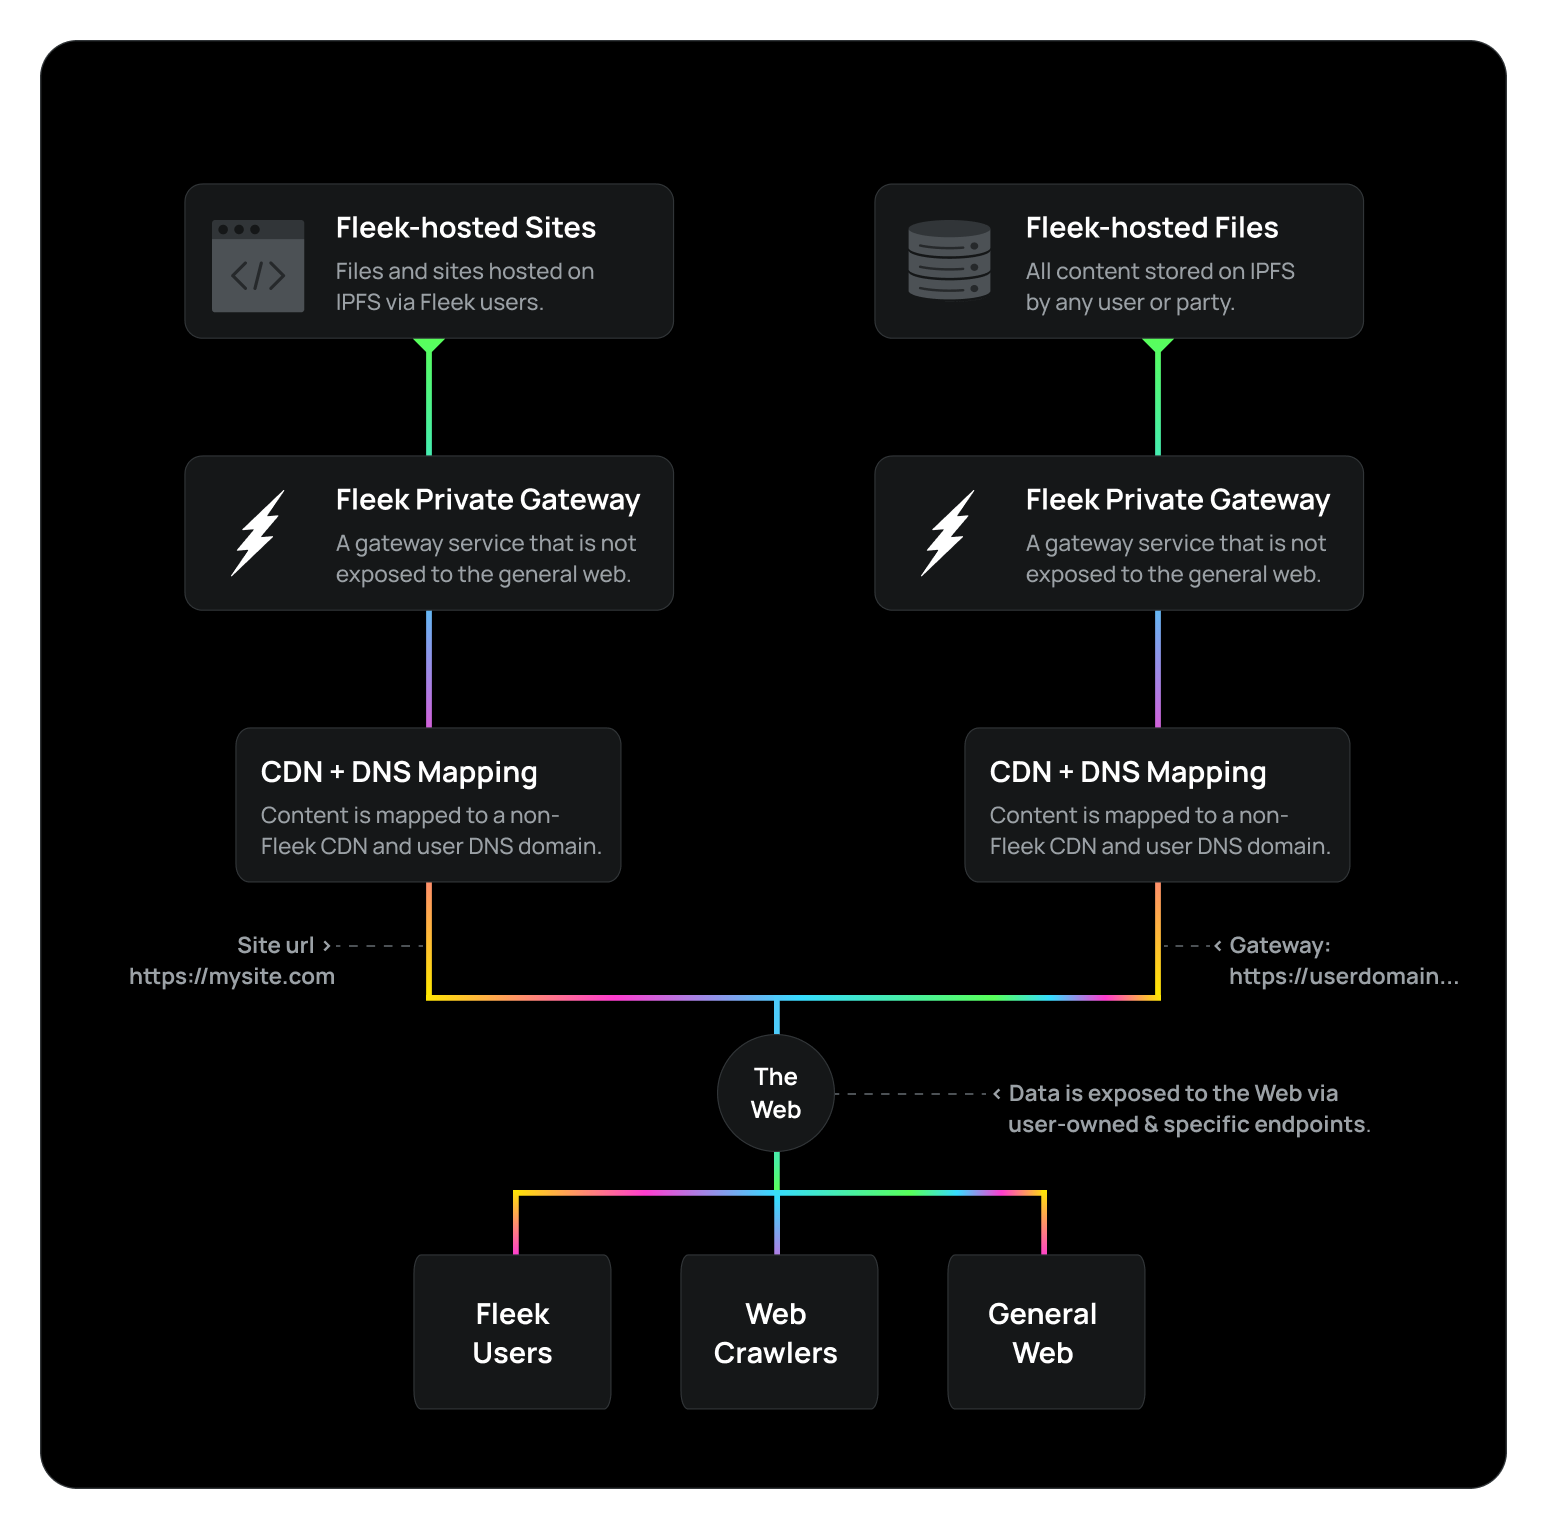 Fleek-hosted Sites
Files and sites hosted on
IPFS via Fleek users.
Fleek-hosted Files
All content stored on IPFS
by any user or party.
Fleek Private Gateway
A gateway service that is not
exposed to the general web.
Fleek Private Gateway
A gateway service that is not
exposed to the general web.
CDN + DNS Mapping
Content is mapped to a non-
Fleek CDN and user DNS domain.
CDN + DNS Mapping
Content is mapped to a non-
Fleek CDN and user DNS domain.
Site url
https://mysite.com
Gateway:
https://userdomain...
The
Web
Data is exposed to the Web via
user-owned & specific endpoints.
Fleek
Users
Web
Crawlers
General
Web